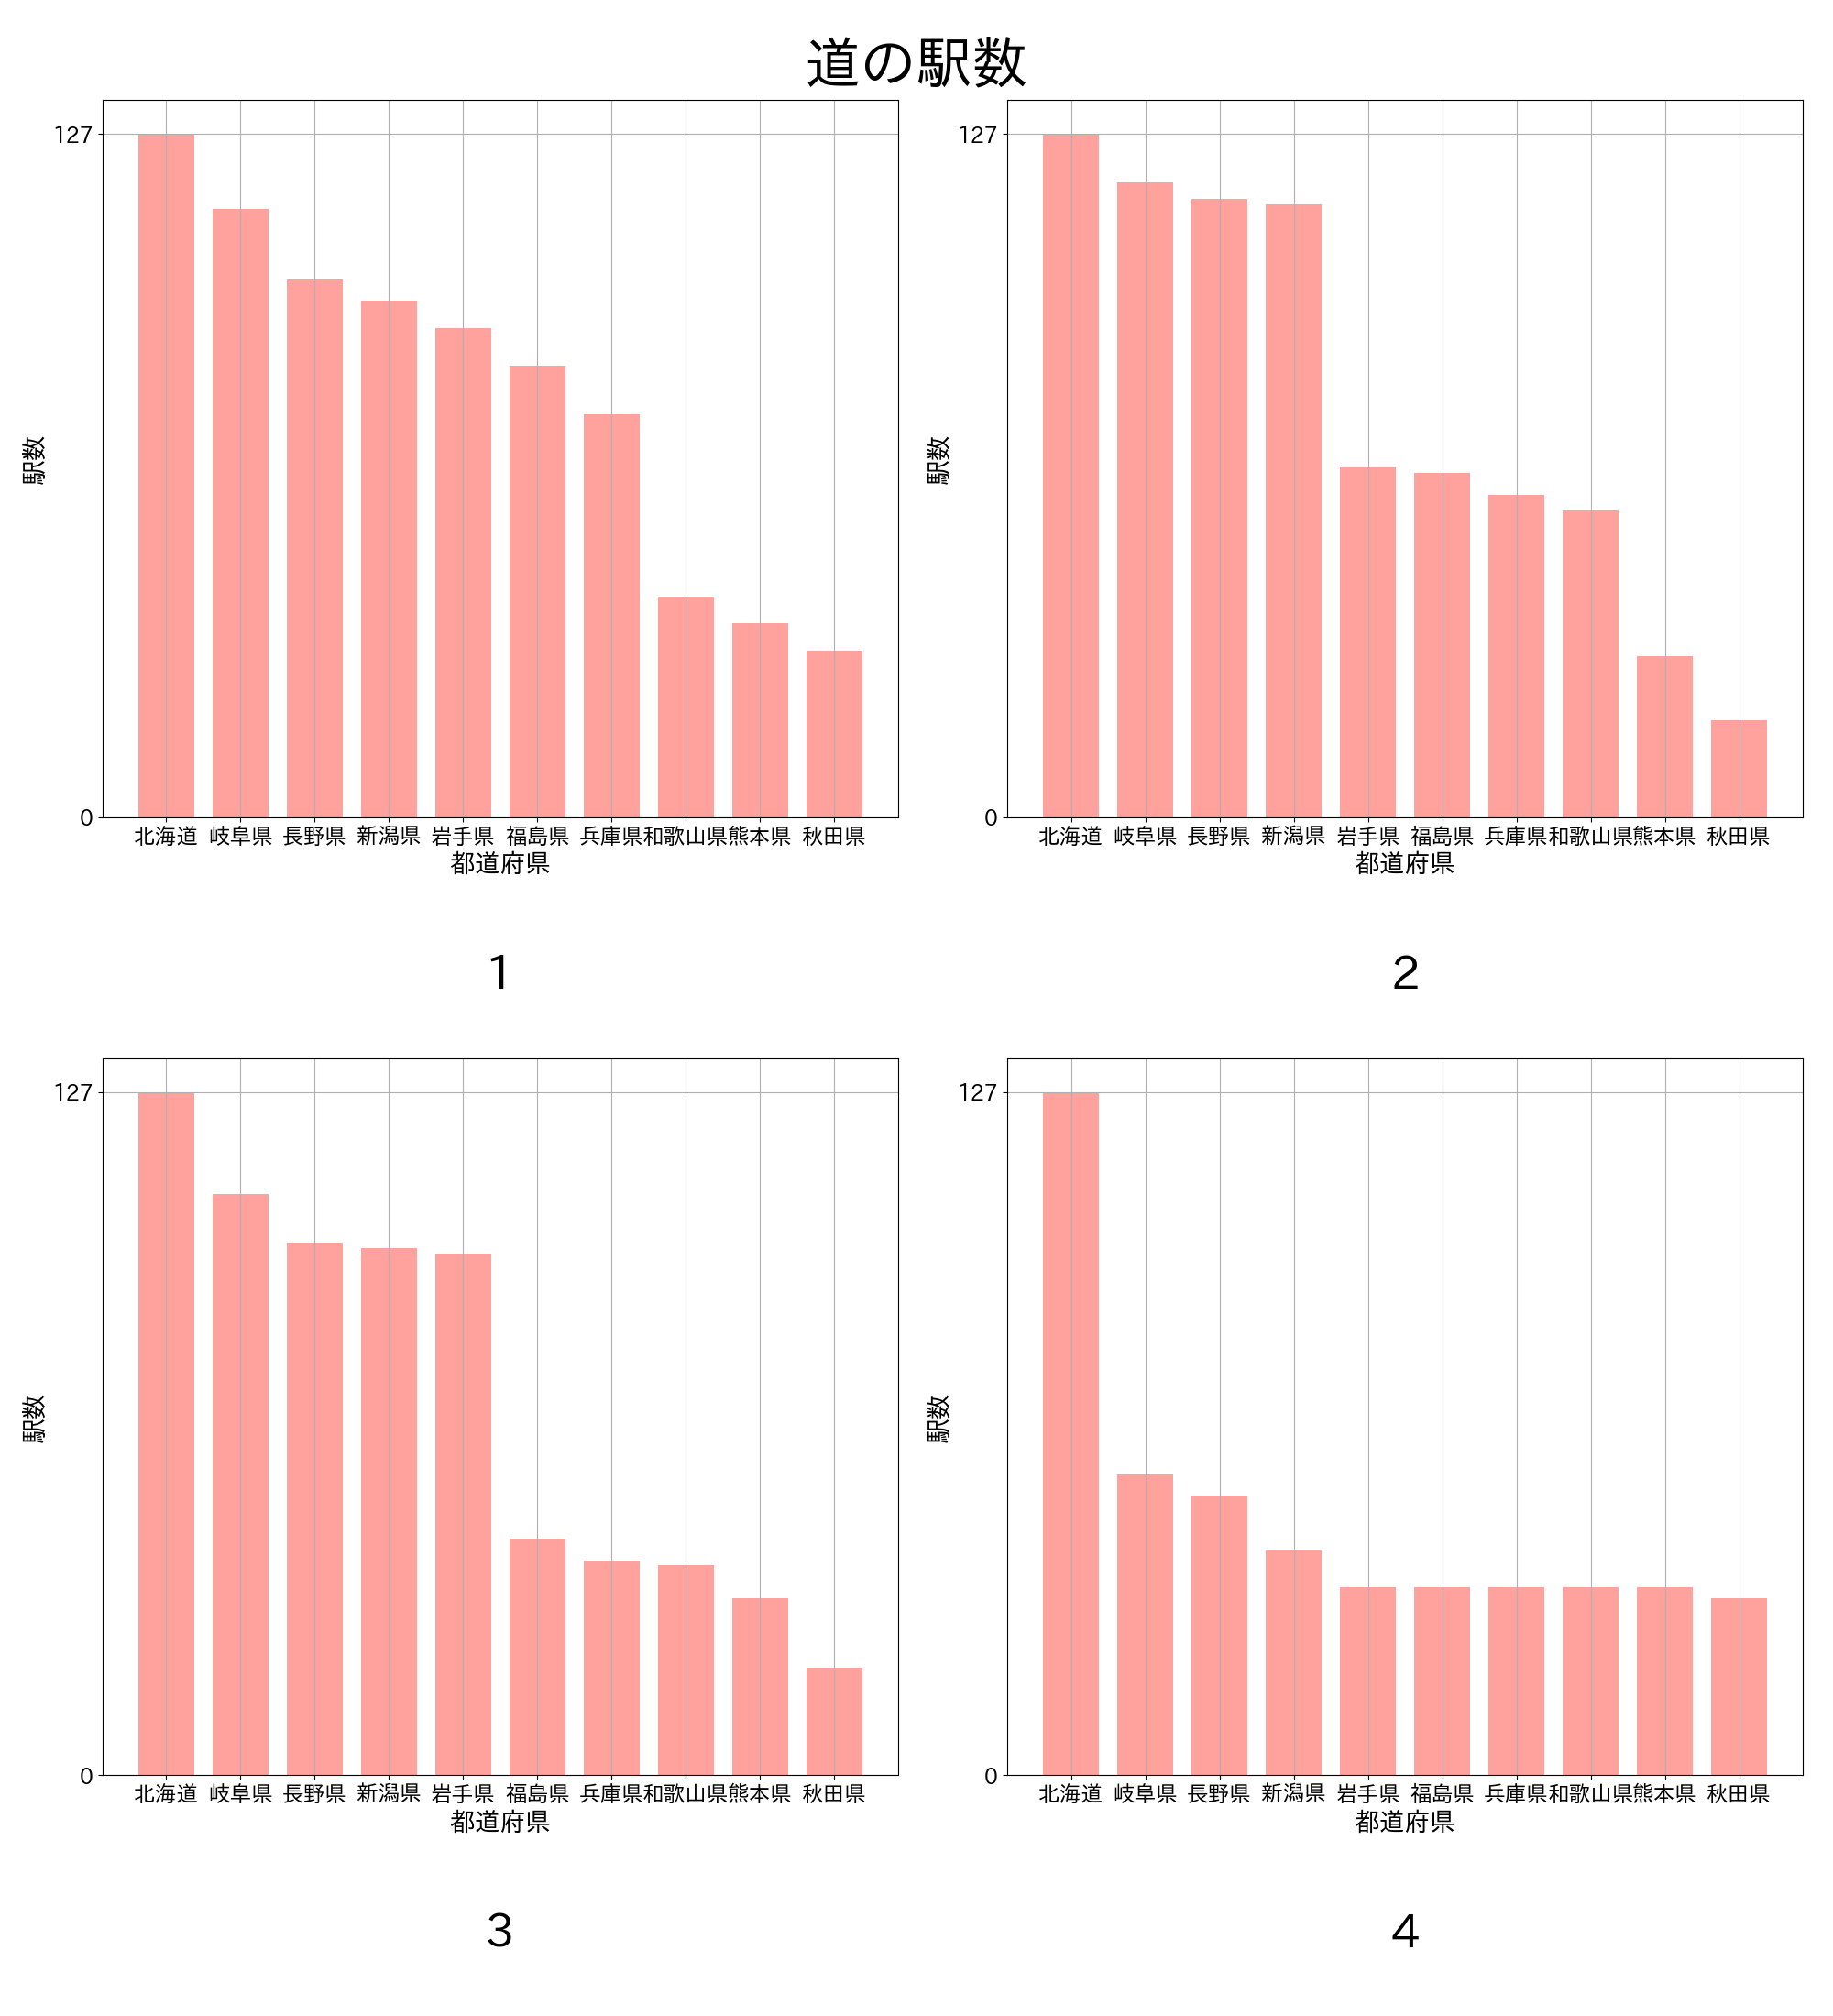 道の駅数
127
0
駅数
北海道 岐阜県 長野県 新潟県 岩手県 福島県 兵庫県 和歌山県 熊本県 秋田県
都道府県
1
127
0
駅数
北海道 岐阜県 長野県 新潟県 岩手県 福島県 兵庫県 和歌山県 熊本県 秋田県
都道府県
2
127
0
駅数
北海道 岐阜県 長野県 新潟県 岩手県 福島県 兵庫県 和歌山県 熊本県 秋田県
都道府県
3
127
0
駅数
北海道 岐阜県 長野県 新潟県 岩手県 福島県 兵庫県 和歌山県 熊本県 秋田県
都道府県
4